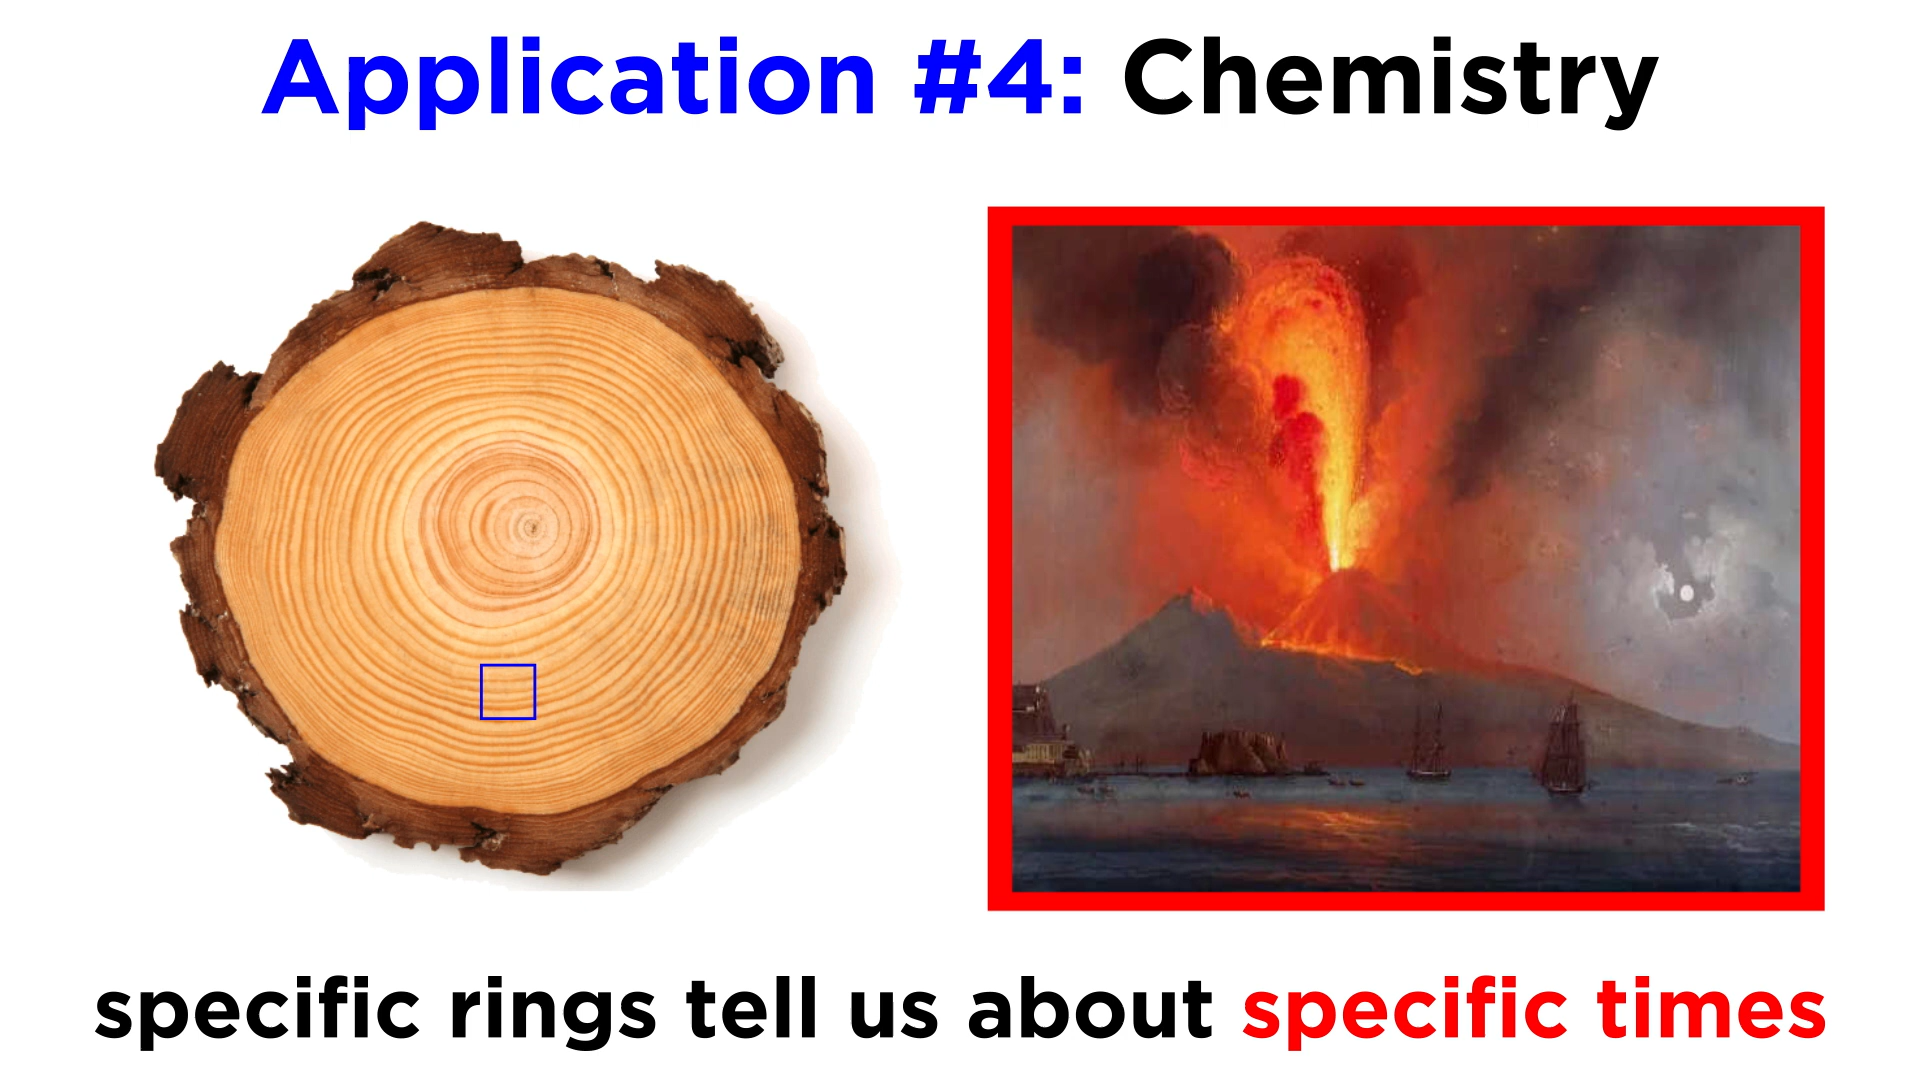 Application #4: Chemistry
specific rings tell us about specific times